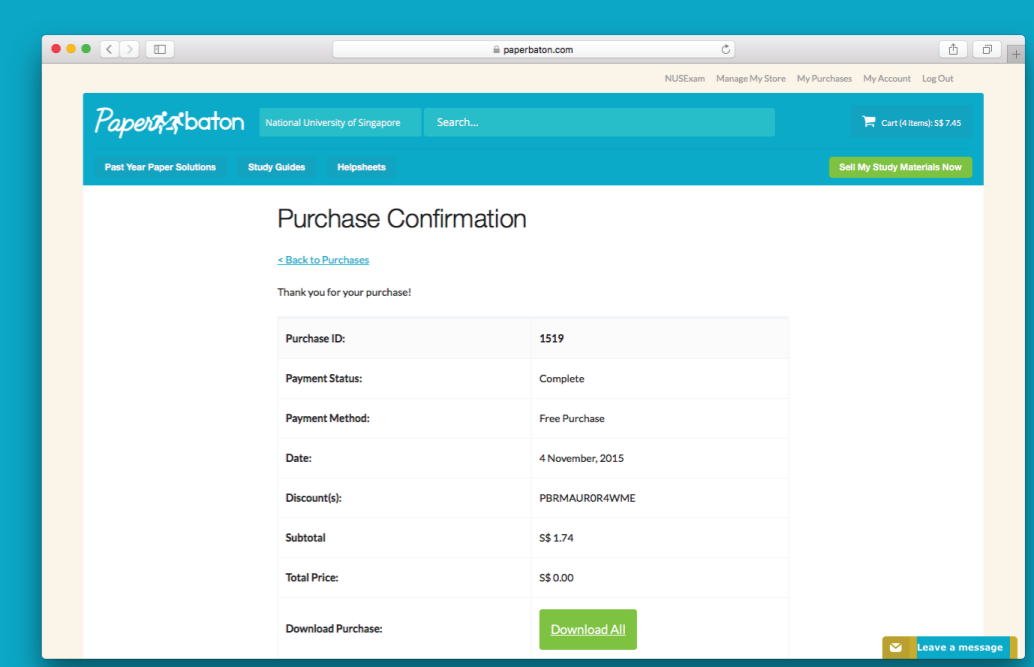 paperbaton.com
NUSExam Manage My Store My Purchases My Account Log Out
Paperbaton National University of Singapore Search... Cart (4 Items): S$ 7.45
Past Year Paper Solutions Study Guides Helpsheets Sell My Study Materials Now
Purchase Confirmation
< Back to Purchases
Thank you for your purchase!
Purchase ID: 1519
Payment Status: Complete
Payment Method: Free Purchase
Date: 4 November, 2015
Discount(s): PBRMAUR0R4WME
Subtotal S$ 1.74
Total Price: S$ 0.00
Download Purchase: Download All
Leave a message